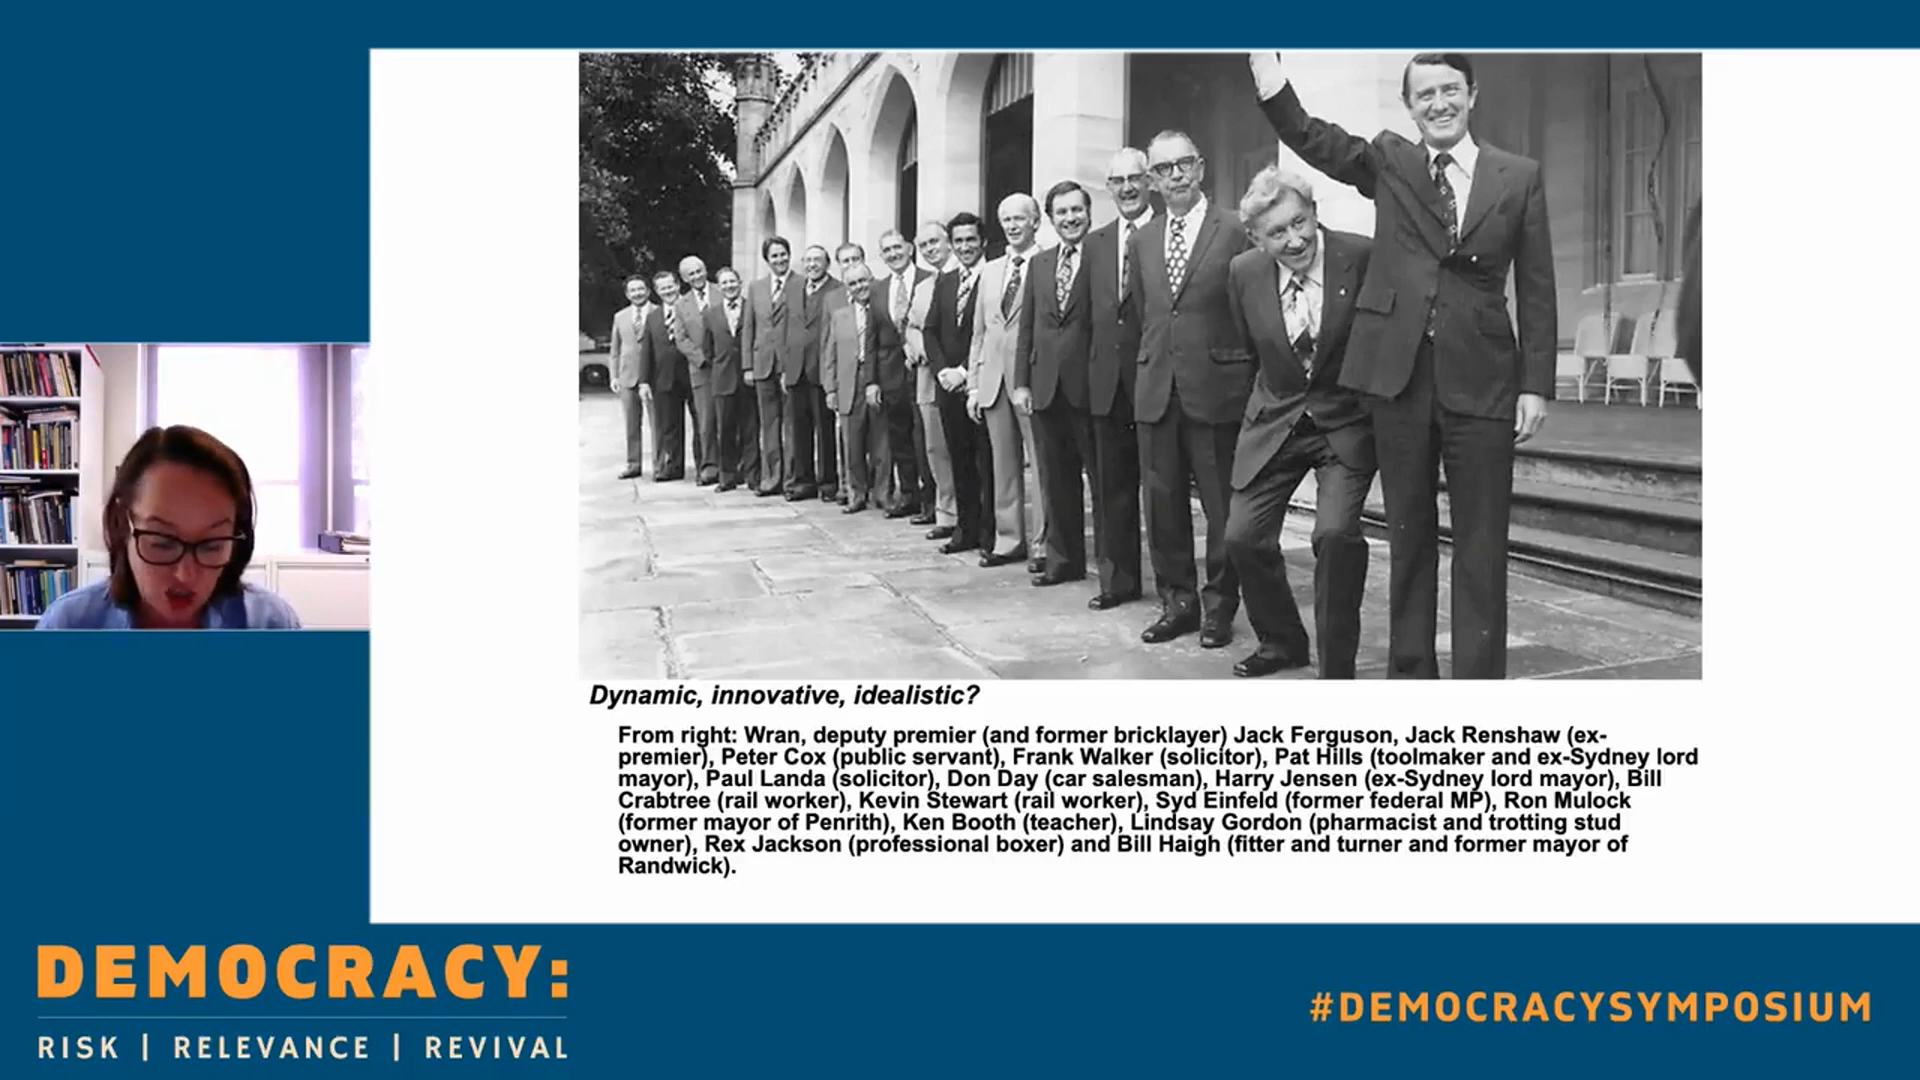 Dynamic, innovative, idealistic?
From right: Wran, deputy premier (and former bricklayer) Jack Ferguson, Jack Renshaw (ex-
premier), Peter Cox (public servant), Frank Walker (solicitor), Pat Hills (toolmaker and ex-Sydney lord
mayor), Paul Landa (solicitor), Don Day (car salesman), Harry Jensen (ex-Sydney lord mayor), Bill
Crabtree (rail worker), Kevin Stewart (rail worker), Syd Einfeld (former federal MP), Ron Mulock
(former mayor of Penrith), Ken Booth (teacher), Lindsay Gordon (pharmacist and trotting stud
owner), Rex Jackson (professional boxer) and Bill Haigh (fitter and turner and former mayor of
Randwick).
DEMOCRACY:
RISK | RELEVANCE | REVIVAL
#DEMOCRACYSYMPOSIUM